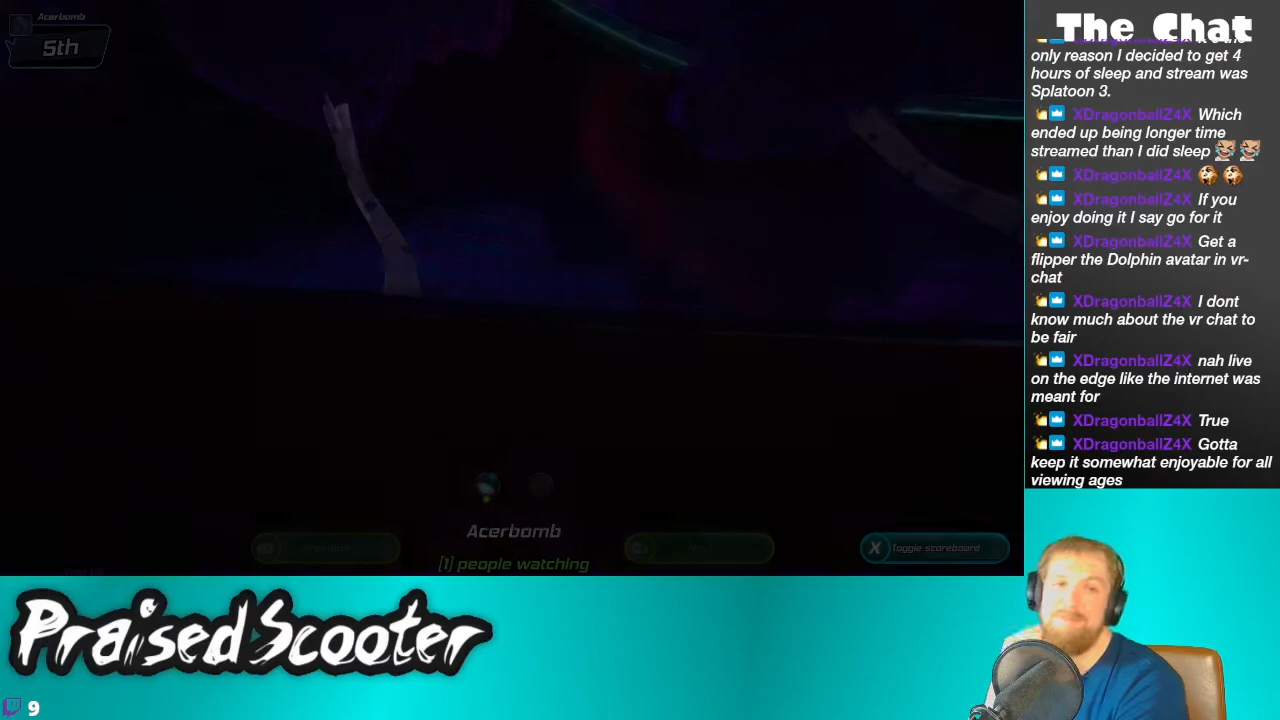 Acerbomb
5th
The Chat
only reason I decided to get 4
hours of sleep and stream was
Splatoon 3.
XDragonballZ4X Which
ended up being longer time
streamed than I did sleep
XDragonballZ4X
XDragonballZ4X If you
enjoy doing it I say go for it
XDragonballZ4X Get a
flipper the Dolphin avatar in vr-
chat
XDragonballZ4X I dont
know much about the vr chat to
be fair
XDragonballZ4X nah live
on the edge like the internet was
meant for
XDragonballZ4X True
XDragonballZ4X Gotta
keep it somewhat enjoyable for all
viewing ages
Acerbomb
Previous
Next
X Toggle scoreboard
[1] people watching
PraisedScooter
9